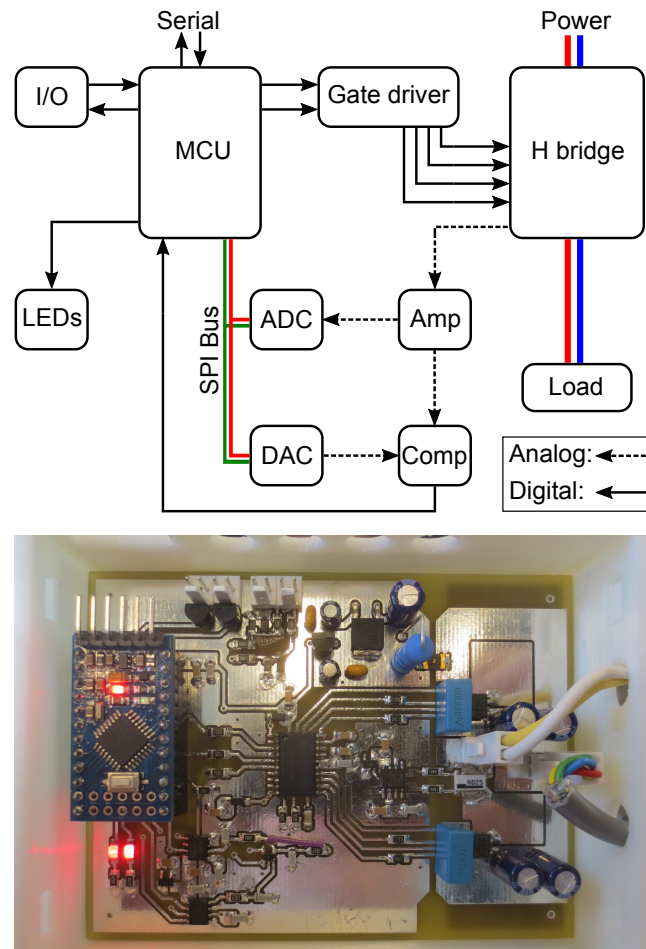 Serial
Power
I/O
MCU
Gate driver
H bridge
LEDs
SPI Bus
ADC
Amp
Load
DAC
Comp
Analog:
Digital: